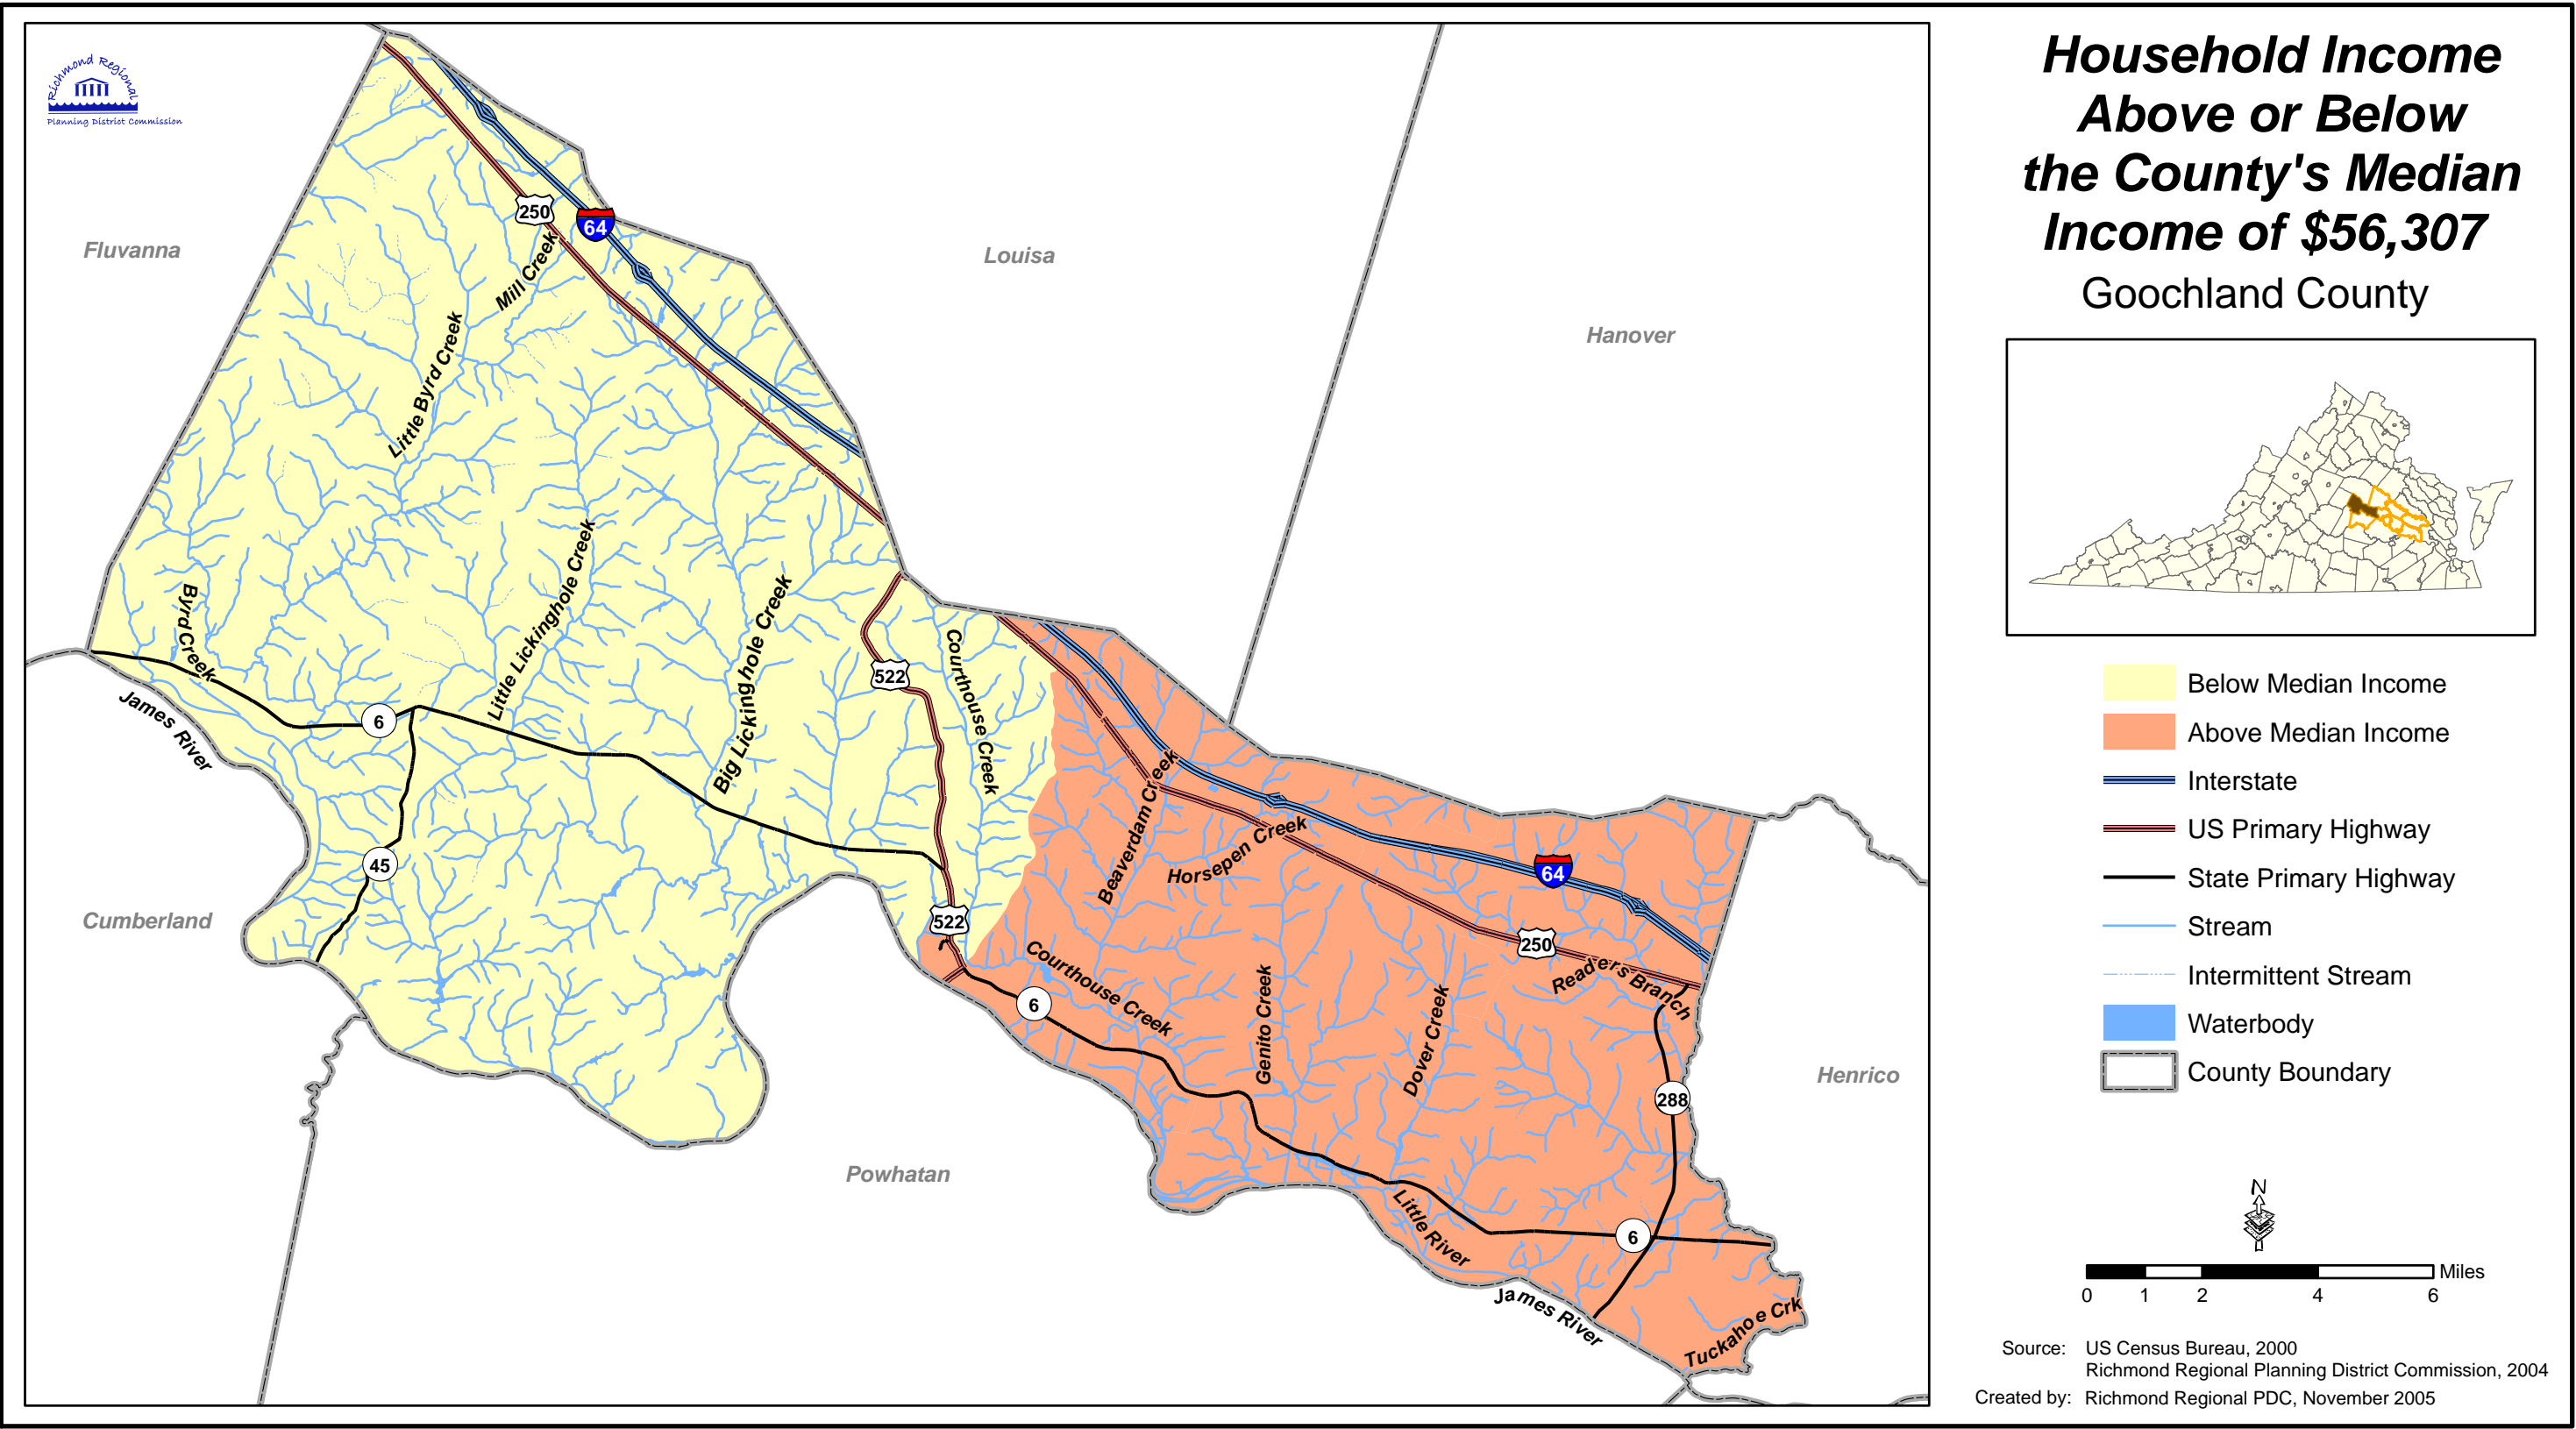 Richmond Regional
Planning District Commission
Household Income
Above or Below
the County's Median
Income of $56,307
Goochland County
Fluvanna
Louisa
Hanover
Cumberland
Powhatan
Henrico
250
64
Mill Creek
Little Byrd Creek
Little Lickinghole Creek
Big Lickinghole Creek
Byrd Creek
James River
6
45
522
Courthouse Creek
522
Beaverdam Creek
Horsepen Creek
64
250
Readers Branch
Courthouse Creek
6
Genito Creek
Dover Creek
288
Little River
6
James River
Tuckahoe Crk
Below Median Income
Above Median Income
Interstate
US Primary Highway
State Primary Highway
Stream
Intermittent Stream
Waterbody
County Boundary
N
Miles
0 1 2 4 6
Source: US Census Bureau, 2000
Richmond Regional Planning District Commission, 2004
Created by: Richmond Regional PDC, November 2005